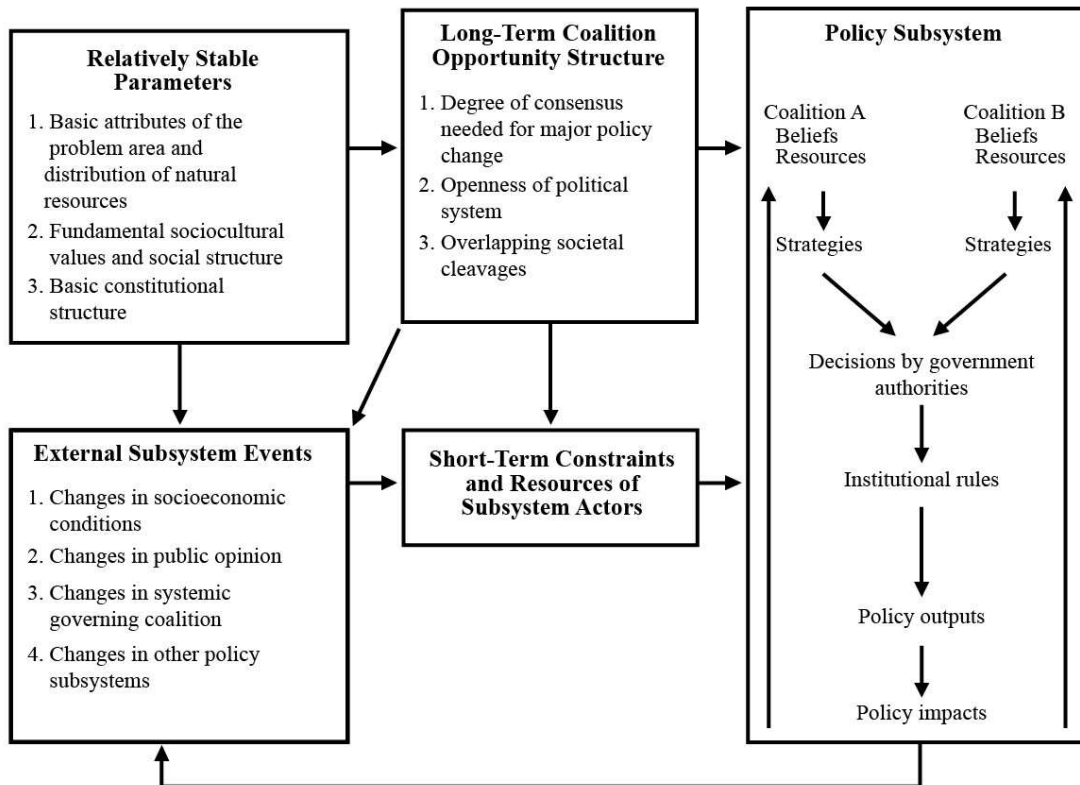 Relatively Stable
Parameters
1. Basic attributes of the
problem area and
distribution of natural
resources
2. Fundamental sociocultural
values and social structure
3. Basic constitutional
structure
Long-Term Coalition
Opportunity Structure
1. Degree of consensus
needed for major policy
change
2. Openness of political
system
3. Overlapping societal
cleavages
External Subsystem Events
1. Changes in socioeconomic
conditions
2. Changes in public opinion
3. Changes in systemic
governing coalition
4. Changes in other policy
subsystems
Short-Term Constraints
and Resources of
Subsystem Actors
Policy Subsystem
Coalition A
Beliefs
Resources
Coalition B
Beliefs
Resources
Strategies
Strategies
Decisions by government
authorities
Institutional rules
Policy outputs
Policy impacts